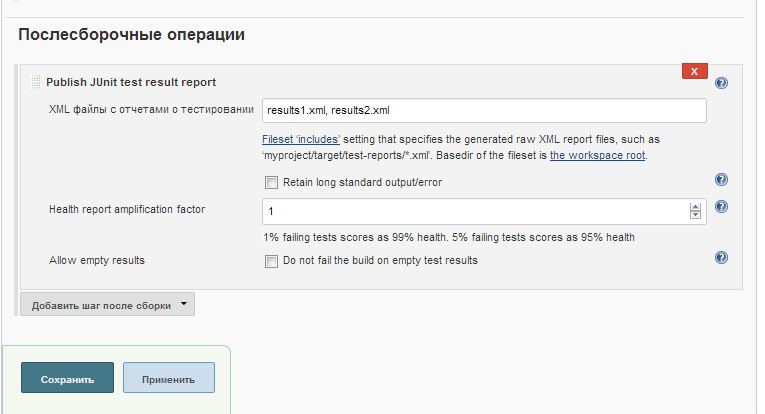 Послесборочные операции
Publish JUnit test result report
X
XML файлы с отчетами о тестировании
results1.xml, results2.xml
Fileset 'includes' setting that specifies the generated raw XML report files, such as
'myproject/target/test-reports/*.xml'. Basedir of the fileset is the workspace root.
Retain long standard output/error
Health report amplification factor
1
1% failing tests scores as 99% health. 5% failing tests scores as 95% health
Allow empty results
Do not fail the build on empty test results
Добавить шаг после сборки
Сохранить
Применить